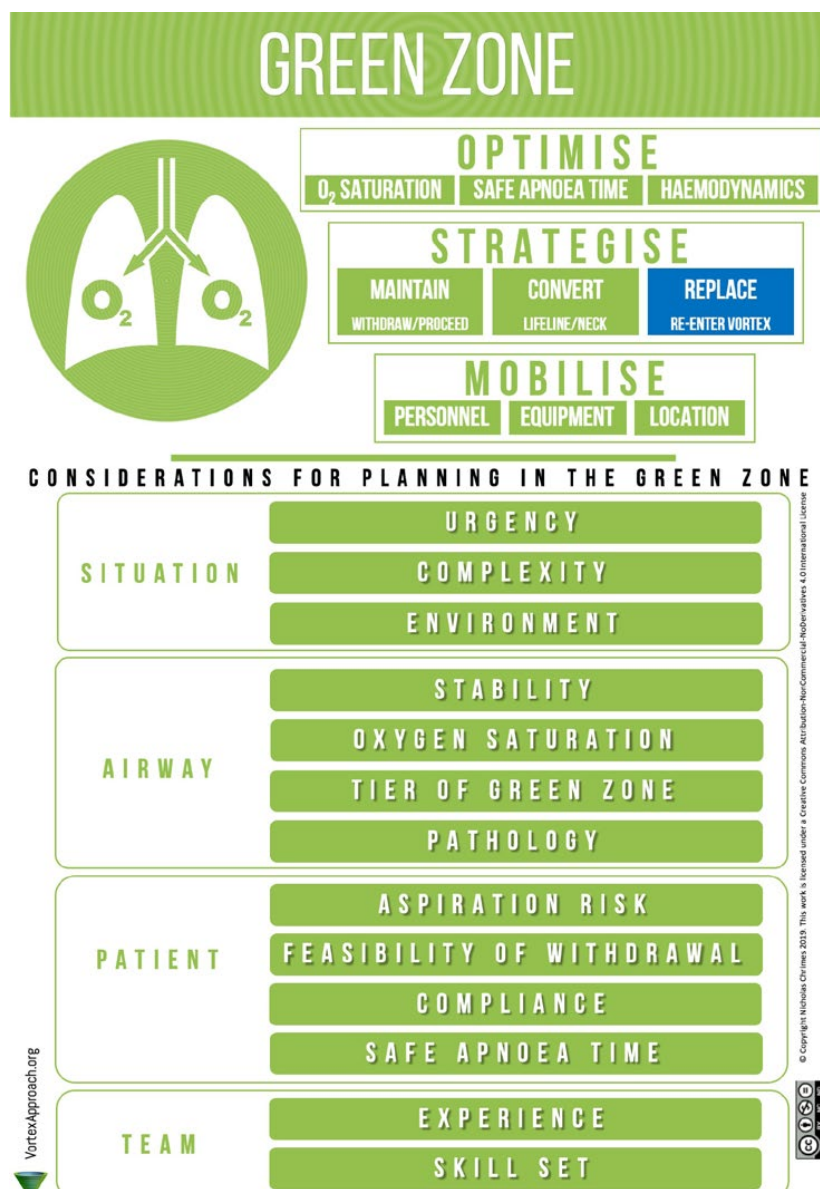 GREEN ZONE
O₂ O₂
OPTIMISE
O₂ SATURATION SAFE APNOEA TIME HAEMODYNAMICS
STRATEGISE
MAINTAIN CONVERT REPLACE
WITHDRAW/PROCEED LIFELINE/NECK RE-ENTER VORTEX
MOBILISE
PERSONNEL EQUIPMENT LOCATION
CONSIDERATIONS FOR PLANNING IN THE GREEN ZONE
SITUATION
URGENCY
COMPLEXITY
ENVIRONMENT
AIRWAY
STABILITY
OXYGEN SATURATION
TIER OF GREEN ZONE
PATHOLOGY
PATIENT
ASPIRATION RISK
FEASIBILITY OF WITHDRAWAL
COMPLIANCE
SAFE APNOEA TIME
TEAM
EXPERIENCE
SKILL SET
VortexApproach.org
© Copyright Nicholas Chrimes 2019. This work is licensed under a Creative Commons Attribution-NonCommercial-NoDerivatives 4.0 International License
cc